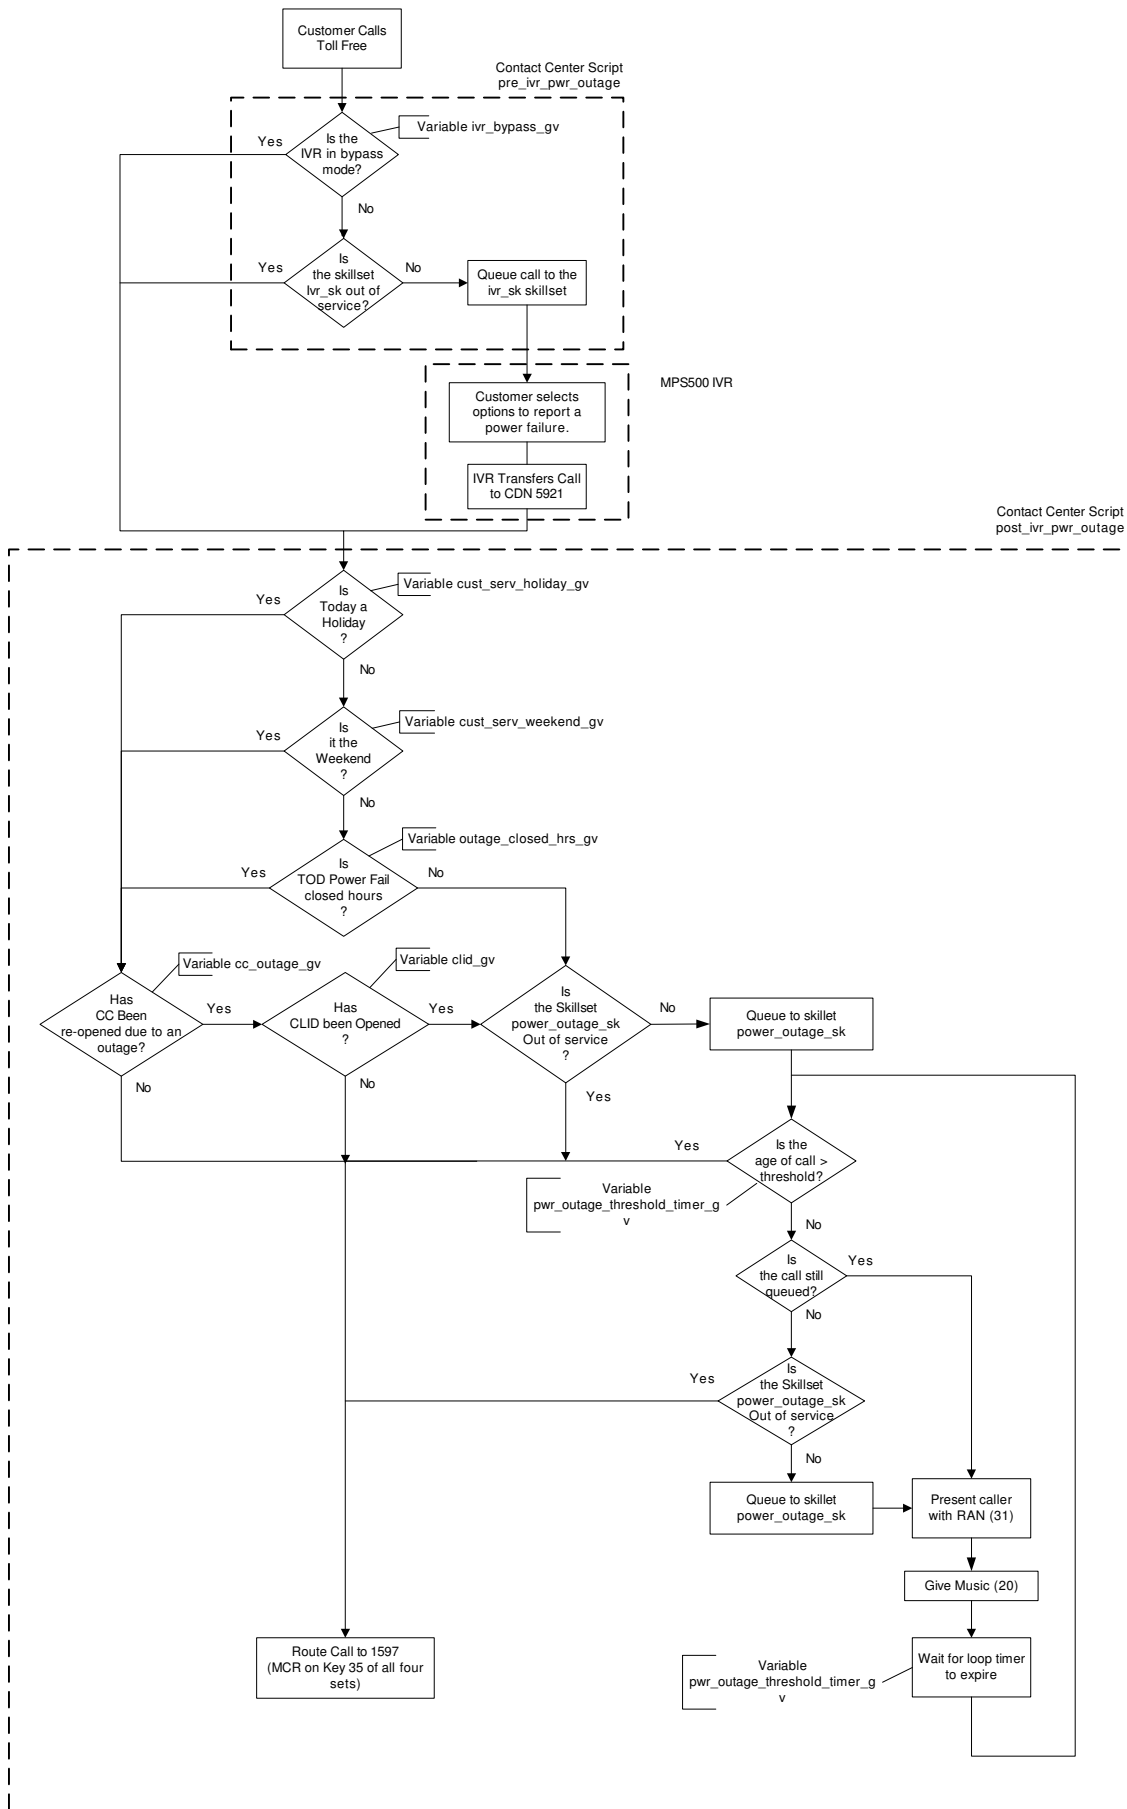 Customer Calls
Toll Free
Contact Center Script
pre_ivr_pwr_outage
Variable ivr_bypass_gv
Yes
Is the
IVR in bypass
mode?
No
Yes
Is
the skillset
Ivr_sk out of
service?
No
Queue call to the
ivr_sk skillset
MPS500 IVR
Customer selects
options to report a
power failure.
IVR Transfers Call
to CDN 5921
Contact Center Script
post_ivr_pwr_outage
Variable cust_serv_holiday_gv
Yes
Is
Today a
Holiday
?
No
Variable cust_serv_weekend_gv
Yes
Is
it the
Weekend
?
No
Variable outage_closed_hrs_gv
Yes
Is
TOD Power Fail
closed hours
?
No
Variable cc_outage_gv
Variable clid_gv
Has
CC Been
re-opened due to an
outage?
Yes
Has
CLID been Opened
?
Yes
Is
the Skillset
power_outage_sk
Out of service
?
No
Queue to skillet
power_outage_sk
No
No
Yes
Yes
Is the
age of call >
threshold?
Variable
pwr_outage_threshold_timer_g
v
No
Is
the call still
queued?
Yes
No
Yes
Is
the Skillset
power_outage_sk
Out of service
?
No
Queue to skillet
power_outage_sk
Present caller
with RAN (31)
Give Music (20)
Route Call to 1597
(MCR on Key 35 of all four
sets)
Variable
pwr_outage_threshold_timer_g
v
Wait for loop timer
to expire